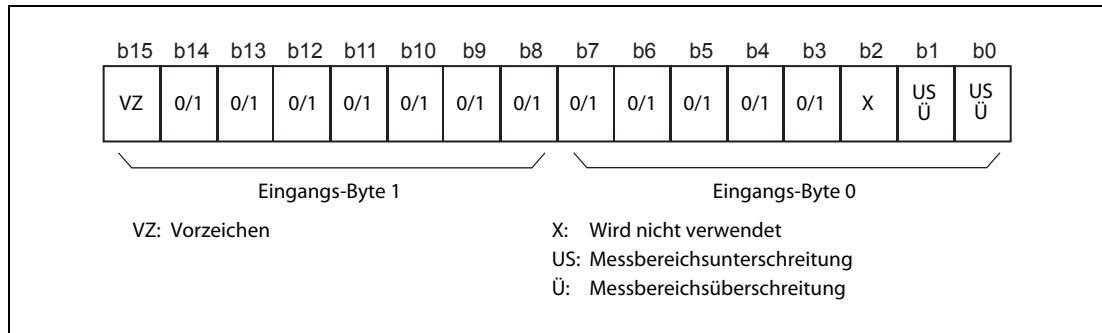 b15 b14 b13 b12 b11 b10 b9 b8 b7 b6 b5 b4 b3 b2 b1 b0
VZ 0/1 0/1 0/1 0/1 0/1 0/1 0/1 0/1 0/1 0/1 0/1 0/1 X US Ü US Ü
Eingangs-Byte 1 Eingangs-Byte 0
VZ: Vorzeichen X: Wird nicht verwendet
US: Messbereichsunterschreitung
Ü: Messbereichsüberschreitung